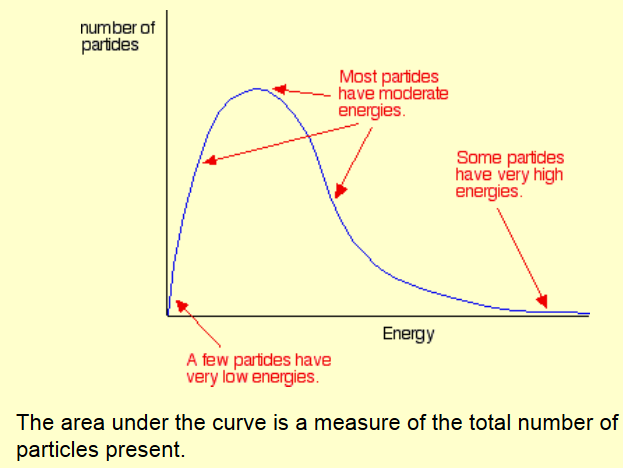 number of
particles
Most particles
have moderate
energies.
Some particles
have very high
energies.
Energy
A few particles have
very low energies.
The area under the curve is a measure of the total number of
particles present.